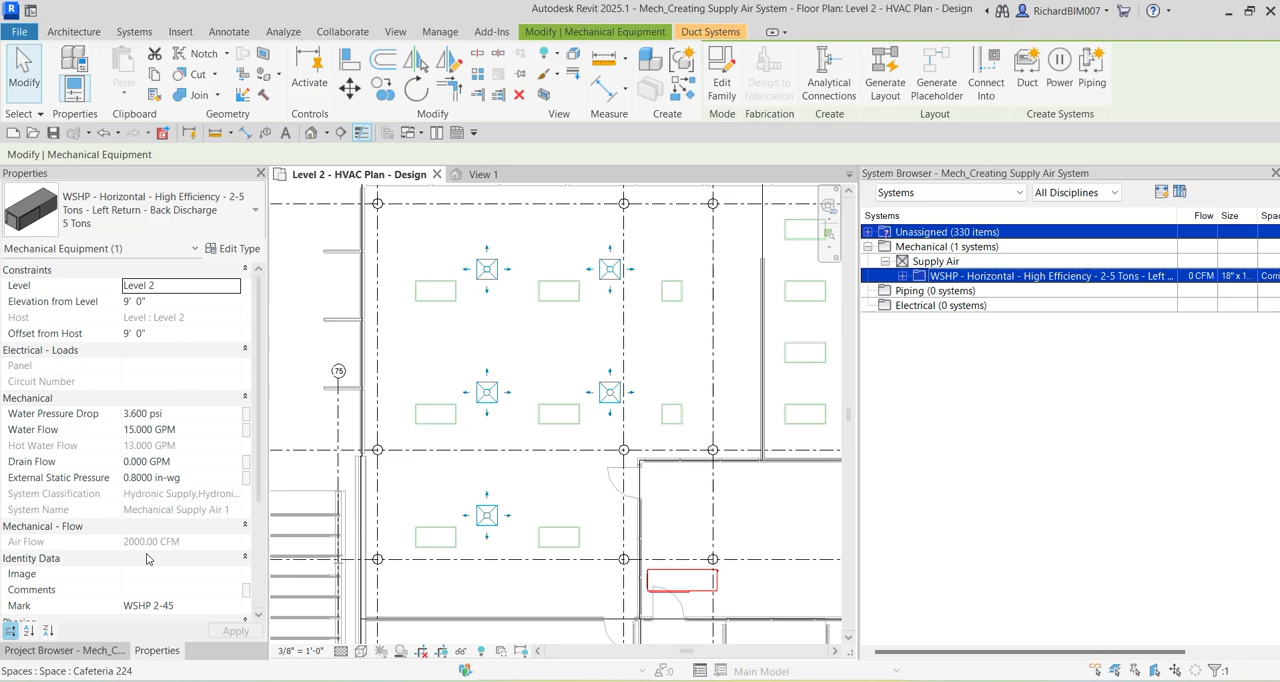 Autodesk Revit 2025.1 - Mech_Creating Supply Air System - Floor Plan: Level 2 - HVAC Plan - Design
RichardBIM007
File Architecture Systems Insert Annotate Analyze Collaborate View Manage Add-Ins Modify | Mechanical Equipment Duct Systems
Notch
Cut
Join
Modify
Paste
Activate
Edit
Family
Design to
Fabrication
Analytical
Connections
Generate
Layout
Generate
Placeholder
Connect
Into
Duct
Power
Piping
Select Properties Clipboard Geometry Controls Modify View Measure Create Mode Fabrication Create Layout Create Systems
Modify | Mechanical Equipment
Properties
WSHP - Horizontal - High Efficiency - 2-5
Tons - Left Return - Back Discharge
5 Tons
Mechanical Equipment (1) Edit Type
Constraints
Level Level 2
Elevation from Level 9' 0"
Host Level : Level 2
Offset from Host 9' 0"
Electrical - Loads
Panel
Circuit Number
Mechanical
Water Pressure Drop 3.600 psi
Water Flow 15.000 GPM
Hot Water Flow 13.000 GPM
Drain Flow 0.000 GPM
External Static Pressure 0.8000 in-wg
System Classification Hydronic Supply,Hydroni...
System Name Mechanical Supply Air 1
Mechanical - Flow
Air Flow 2000.00 CFM
Identity Data
Image
Comments
Mark WSHP 2-45
Apply
Project Browser - Mech_C... Properties
Level 2 - HVAC Plan - Design View 1
.75
3/8" = 1'-0"
System Browser - Mech_Creating Supply Air System
Systems All Disciplines
Systems Flow Size Spac
Unassigned (330 items)
Mechanical (1 systems)
Supply Air
WSHP - Horizontal - High Efficiency - 2-5 Tons - Left ... 0 CFM 18" x 1... Corri
Piping (0 systems)
Electrical (0 systems)
Spaces : Space : Cafeteria 224
:0
Main Model
:1